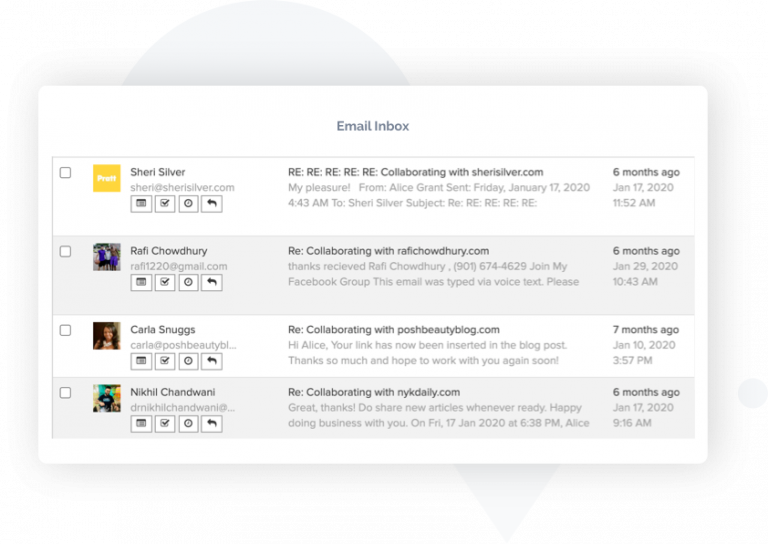 Email Inbox
Pratt
Sheri Silver
sheri@sherisilver.com
RE: RE: RE: RE: RE: Collaborating with sherisilver.com
My pleasure! From: Alice Grant Sent: Friday, January 17, 2020
4:43 AM To: Sheri Silver Subject: Re: RE: RE: RE: RE:
6 months ago
Jan 17, 2020
11:52 AM
Rafi Chowdhury
rafi1220@gmail.com
Re: Collaborating with rafichowdhury.com
thanks recieved Rafi Chowdhury , (901) 674-4629 Join My
Facebook Group This email was typed via voice text. Please
6 months ago
Jan 29, 2020
10:43 AM
Carla Snuggs
carla@poshbeautybl...
Re: Collaborating with poshbeautyblog.com
Hi Alice, Your link has now been inserted in the blog post.
Thanks so much and hope to work with you again soon!
7 months ago
Jan 10, 2020
3:57 PM
Nikhil Chandwani
drnikhilchandwani@...
Re: Collaborating with nykdaily.com
Great, thanks! Do share new articles whenever ready. Happy
doing business with you. On Fri, 17 Jan 2020 at 6:38 PM, Alice
6 months ago
Jan 17, 2020
9:16 AM